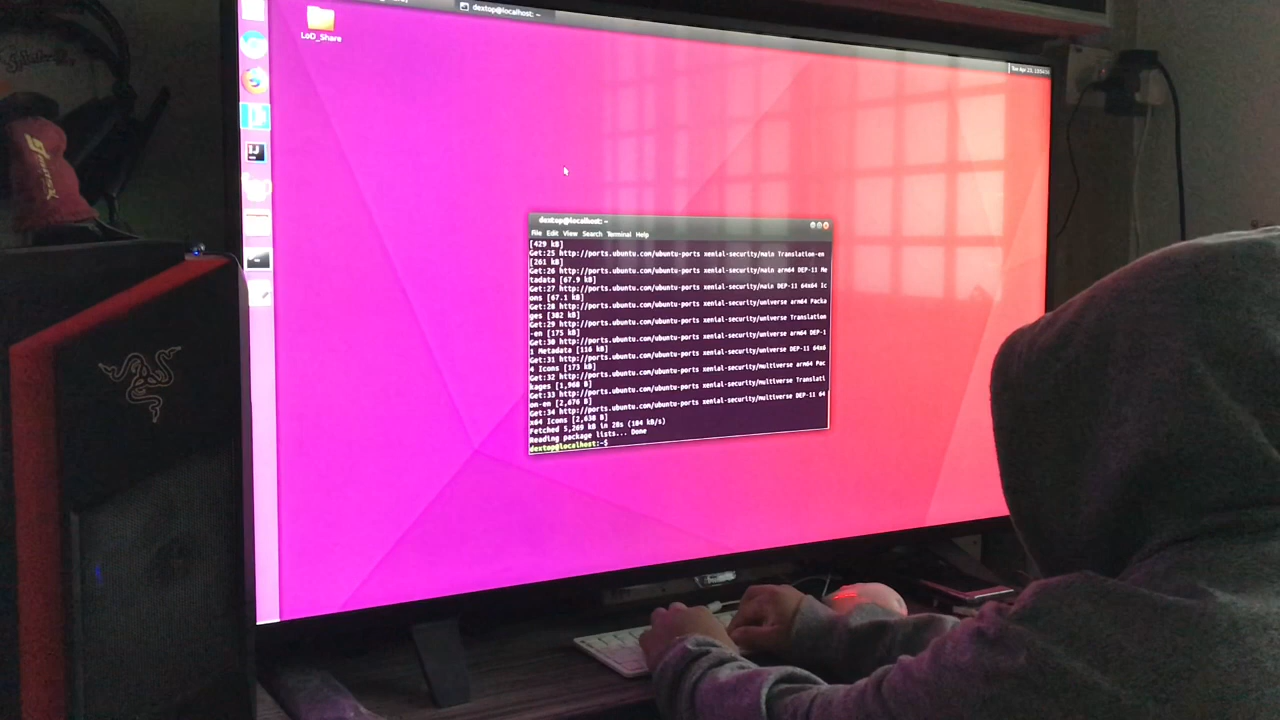 dextop@localhost: ~
LoD_Share
Tue Apr 23, 13:54:
dextop@localhost: ~
File Edit View Search Terminal Help
[429 kB]
Get:25 http://ports.ubuntu.com/ubuntu-ports xenial-security/main Translation-en
[261 kB]
Get:26 http://ports.ubuntu.com/ubuntu-ports xenial-security/main arm64 DEP-11 Me
tadata [67.9 kB]
Get:27 http://ports.ubuntu.com/ubuntu-ports xenial-security/main DEP-11 64x64 Ic
ons [67.1 kB]
Get:28 http://ports.ubuntu.com/ubuntu-ports xenial-security/universe arm64 Packa
ges [302 kB]
Get:29 http://ports.ubuntu.com/ubuntu-ports xenial-security/universe Translation
-en [175 kB]
Get:30 http://ports.ubuntu.com/ubuntu-ports xenial-security/universe arm64 DEP-1
1 Metadata [116 kB]
Get:31 http://ports.ubuntu.com/ubuntu-ports xenial-security/universe DEP-11 64x6
4 Icons [173 kB]
Get:32 http://ports.ubuntu.com/ubuntu-ports xenial-security/multiverse arm64 Pac
kages [1,968 B]
Get:33 http://ports.ubuntu.com/ubuntu-ports xenial-security/multiverse Translati
on-en [2,676 B]
Get:34 http://ports.ubuntu.com/ubuntu-ports xenial-security/multiverse DEP-11 64
x64 Icons [2,638 B]
Fetched 5,269 kB in 28s (184 kB/s)
Reading package lists... Done
dextop@localhost:~$
IJ